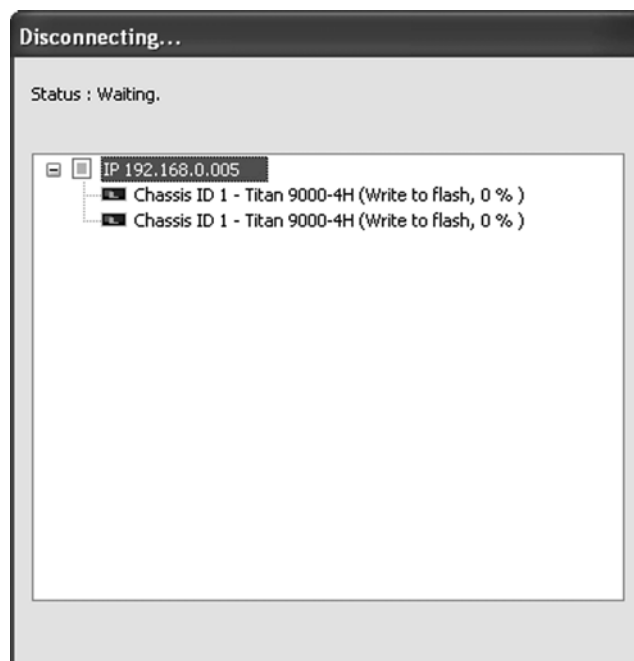 Disconnecting...
Status : Waiting.
IP 192.168.0.005
Chassis ID 1 - Titan 9000-4H (Write to flash, 0 % )
Chassis ID 1 - Titan 9000-4H (Write to flash, 0 % )